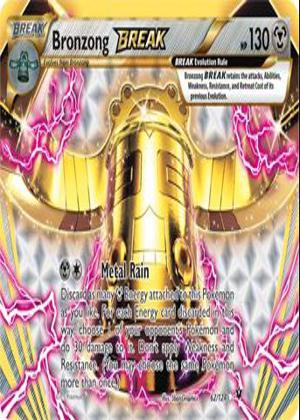 BREAK
Bronzong BREAK HP 130
Evolves from Bronzong
BREAK Evolution Rule
Bronzong BREAK retains the attacks, Abilities,
Weakness, Resistance, and Retreat Cost of its
previous Evolution.
Metal Rain
Discard as many Energy attached to this Pokémon
as you like. For each Energy card discarded in this
way, choose 1 of your opponent's Pokémon and
do 30 damage to it. Don't apply Weakness and
Resistance. (You may choose the same Pokémon
more than once.)
62/124